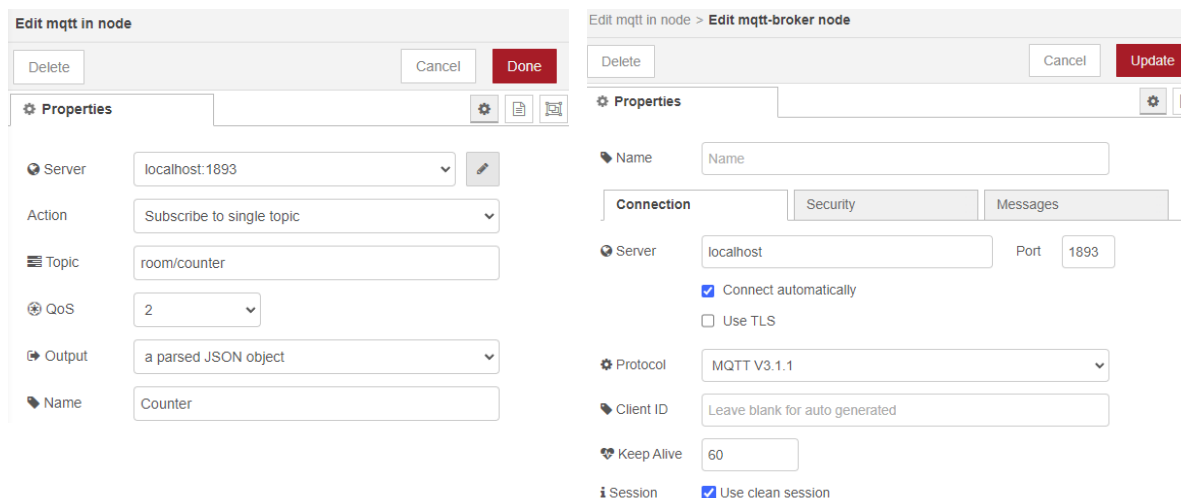 Edit mqtt in node
Delete
Cancel
Done
Properties
Server
localhost:1893
Action
Subscribe to single topic
Topic
room/counter
QoS
2
Output
a parsed JSON object
Name
Counter
Edit mqtt in node > Edit mqtt-broker node
Delete
Cancel
Update
Properties
Name
Name
Connection
Security
Messages
Server
localhost
Port
1893
Connect automatically
Use TLS
Protocol
MQTT V3.1.1
Client ID
Leave blank for auto generated
Keep Alive
60
Session
Use clean session